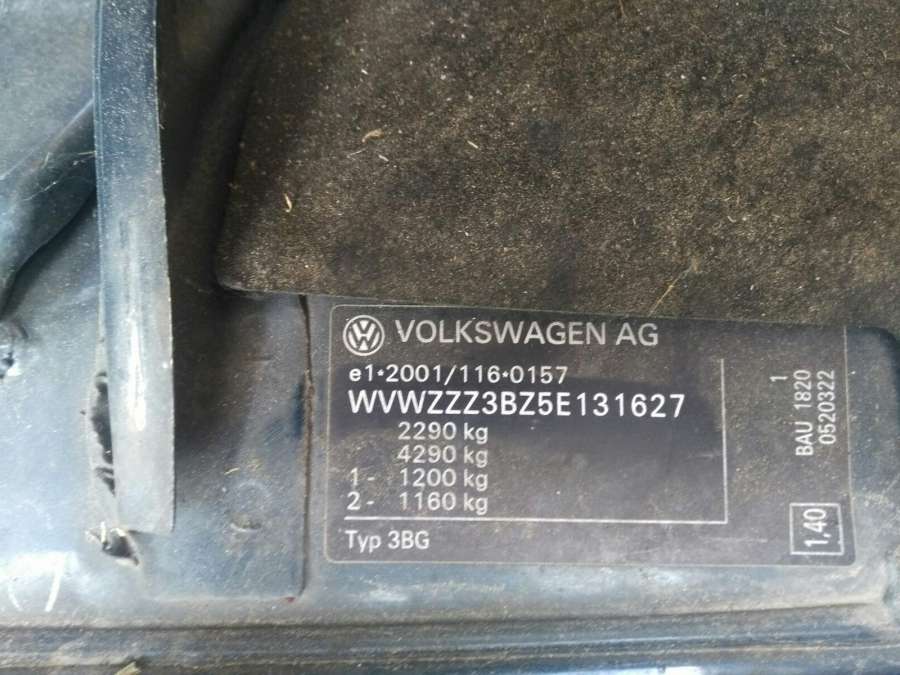 VOLKSWAGEN AG
e1*2001/116*0157
WVWZZZ3BZ5E131627
2290 kg
4290 kg
1- 1200 kg
2- 1160 kg
Typ 3BG
1
BAU 1820
0520322
1,40